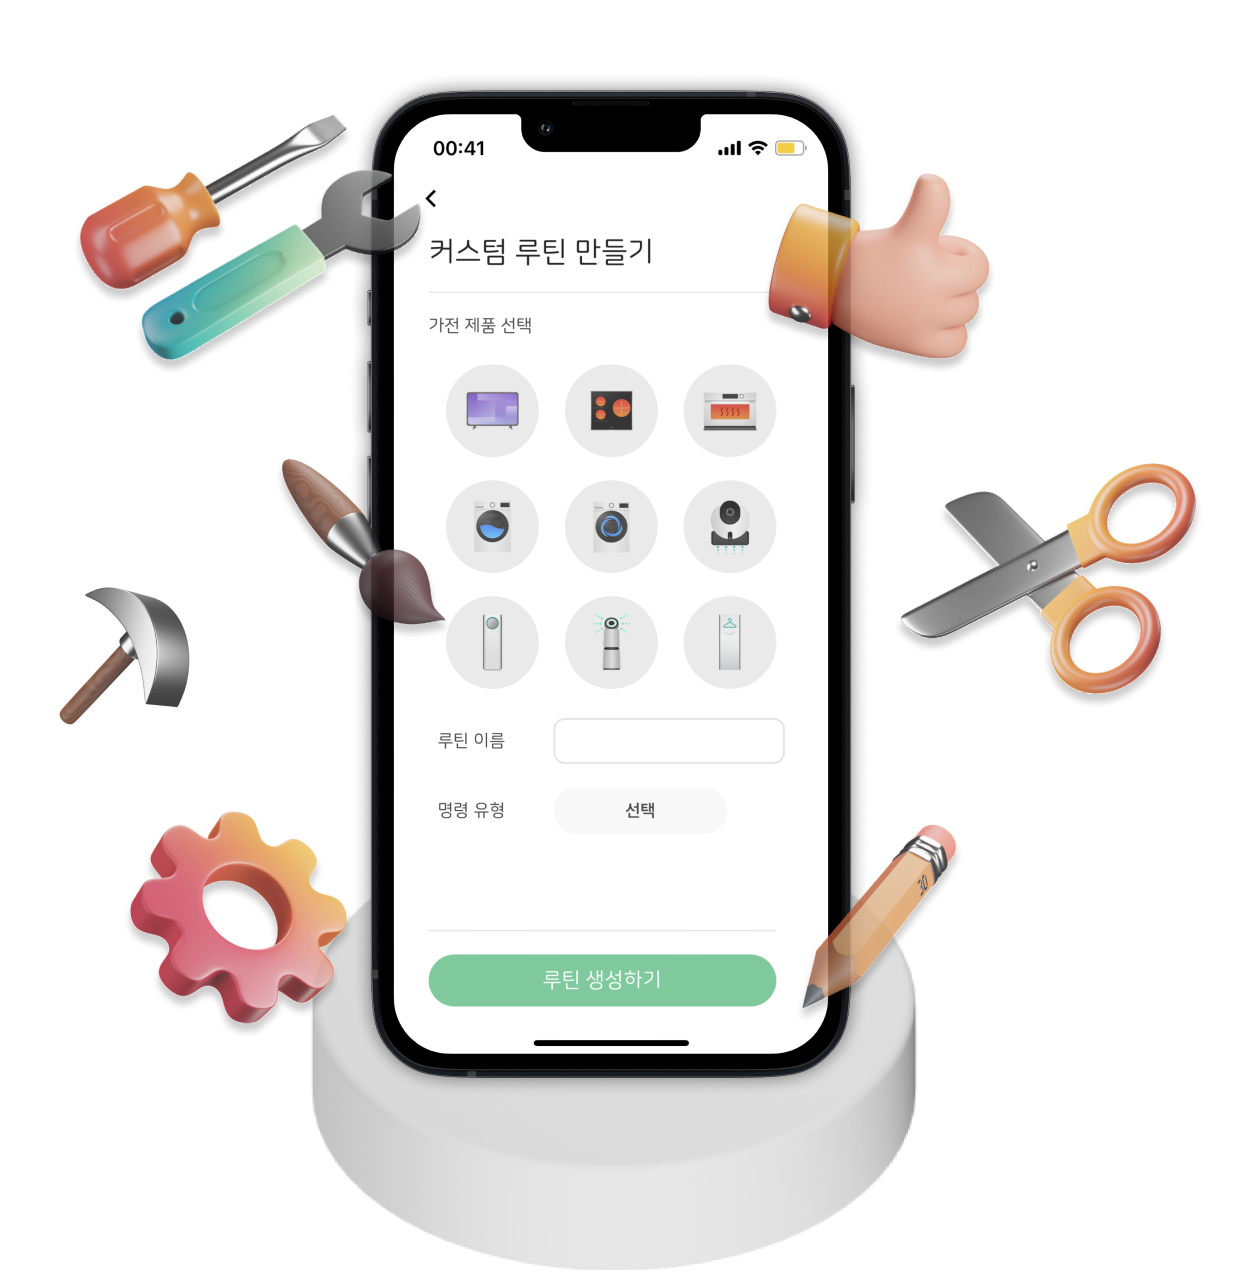 00:41
커스텀 루틴 만들기
가전 제품 선택
루틴 이름
명령 유형
선택
루틴 생성하기
30